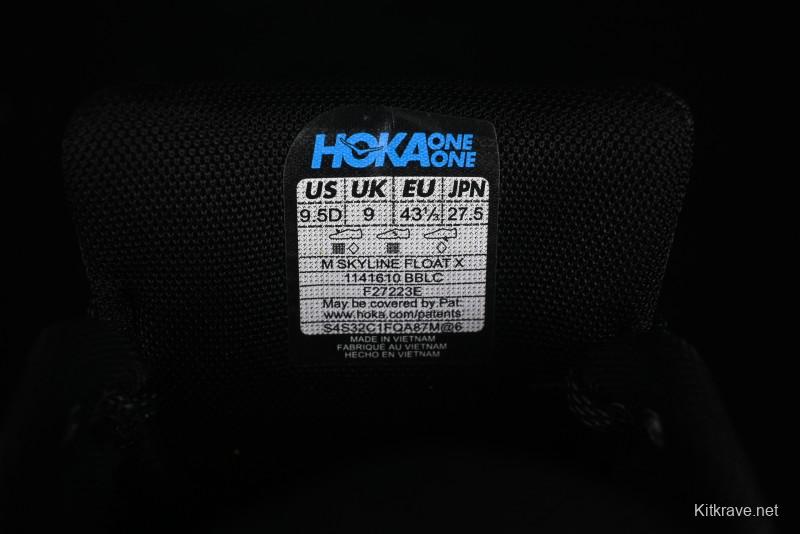 HOKA ONE ONE
US UK EU JPN
9.5D 9 43⅓ 27.5
M SKYLINE FLOAT X
1141610 BBLC
F27223E
May be covered by Pat:
www.hoka.com/patents
S4S32C1FQA87M@6
MADE IN VIETNAM
FABRIQUÉ AU VIETNAM
HECHO EN VIETNAM
Kitkrave.net